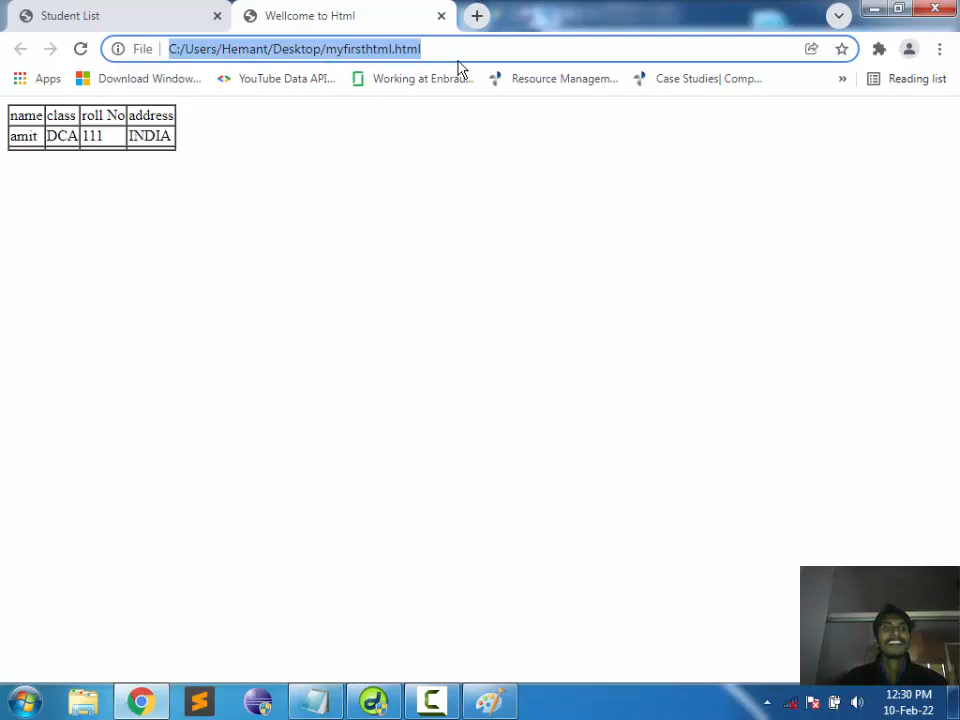 Student List
Wellcome to Html
File
C:/Users/Hemant/Desktop/myfirsthtml.html
Apps
Download Window...
YouTube Data API...
Working at Enbrau...
Resource Managem...
Case Studies| Comp...
»
Reading list
name class roll No address
amit DCA 111 INDIA
12:30 PM
10-Feb-22